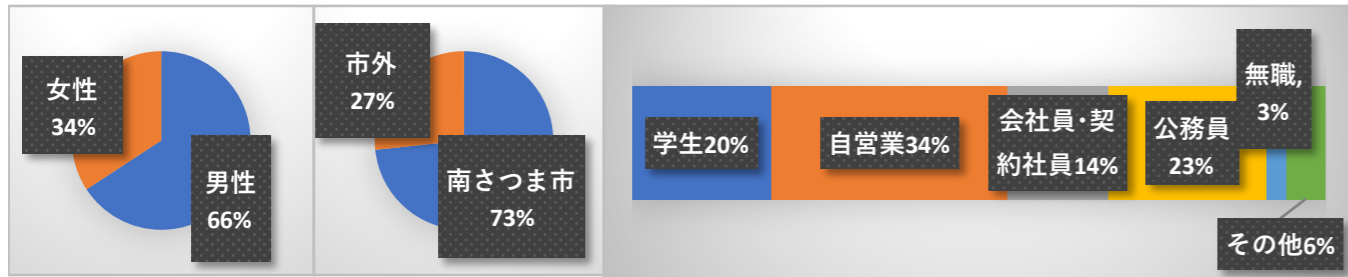 女性
34%
男性
66%
市外
27%
南さつま市
73%
学生20%
自営業34%
会社員・契
約社員14%
公務員
23%
無職,
3%
その他6%